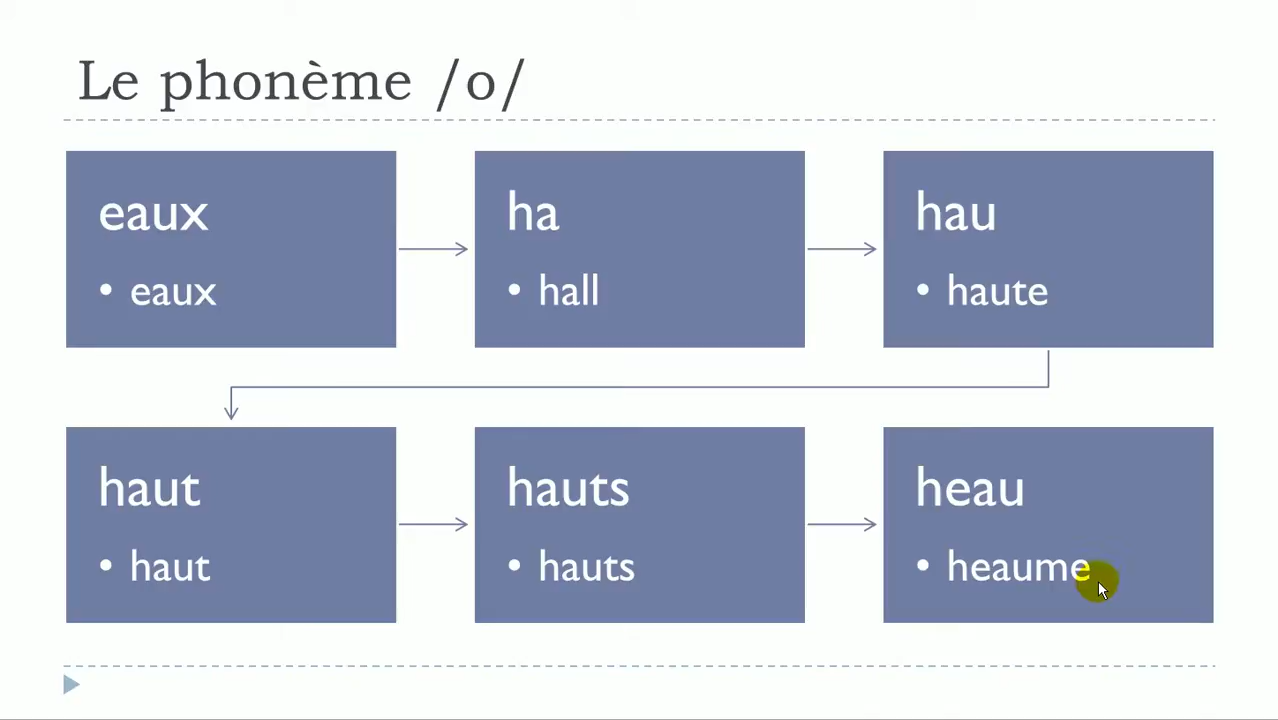 Le phonème /o/
eaux
• eaux
ha
• hall
hau
• haute
haut
• haut
hauts
• hauts
heau
• heaume